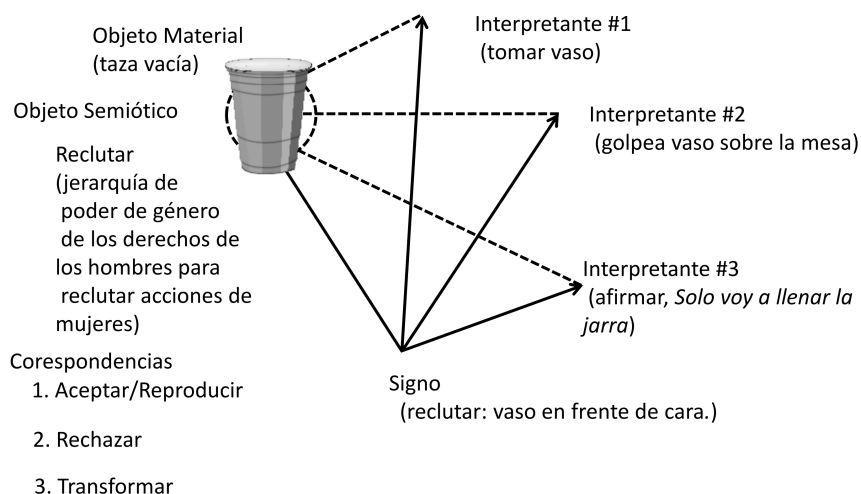 Objeto Material
(taza vacía)
Objeto Semiótico
Reclutar
(jerarquía de
poder de género
de los derechos de
los hombres para
reclutar acciones de
mujeres)
Corespondencias
1. Aceptar/Reproducir
2. Rechazar
3. Transformar
Interpretante #1
(tomar vaso)
Interpretante #2
(golpea vaso sobre la mesa)
Interpretante #3
(afirmar, Solo voy a llenar la
jarra)
Signo
(reclutar: vaso en frente de cara.)